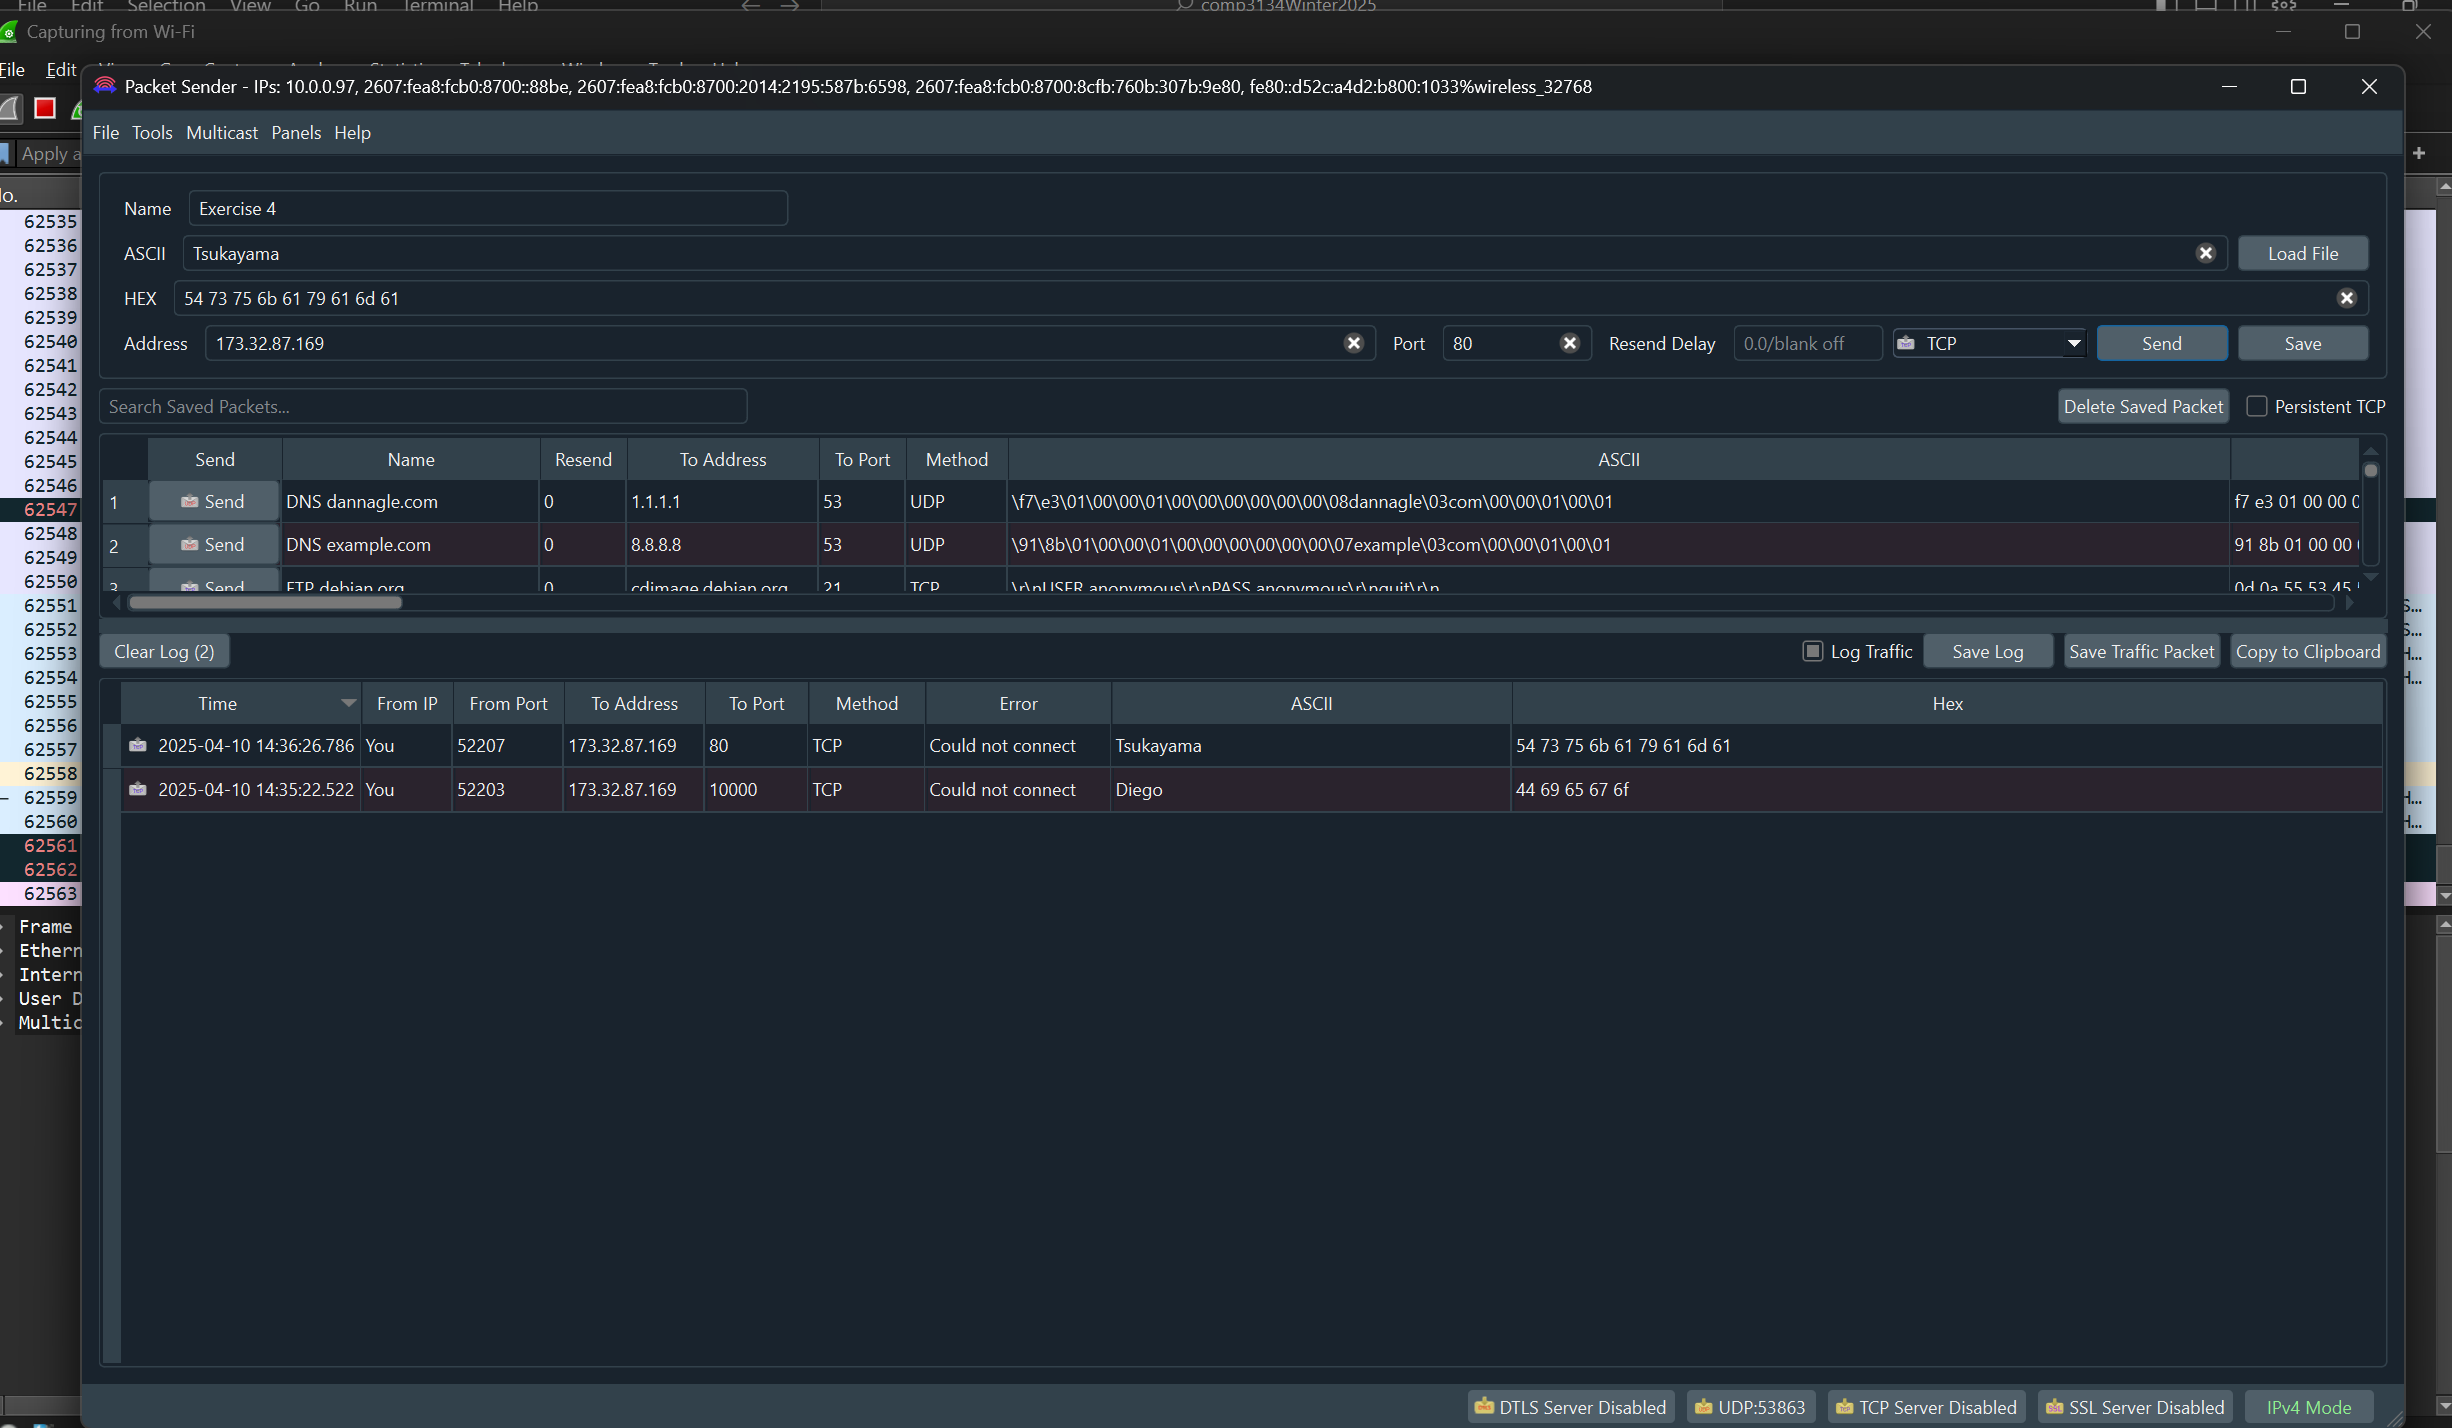 File Edit Selection View Go Run Terminal Help comp3134Winter2025
Capturing from Wi-Fi
File Edit
Packet Sender - IPs: 10.0.0.97, 2607:fea8:fcb0:8700::88be, 2607:fea8:fcb0:8700:2014:2195:587b:6598, 2607:fea8:fcb0:8700:8cfb:760b:307b:9e80, fe80::d52c:a4d2:b800:1033%wireless_32768
File Tools Multicast Panels Help
Apply a
Name Exercise 4
ASCII Tsukayama Load File
HEX 54 73 75 6b 61 79 61 6d 61
Address 173.32.87.169 Port 80 Resend Delay 0.0/blank off TCP Send Save
Search Saved Packets... Delete Saved Packet Persistent TCP
Send Name Resend To Address To Port Method ASCII
1 Send DNS dannagle.com 0 1.1.1.1 53 UDP \f7\e3\01\00\00\01\00\00\00\00\00\00\08dannagle\03com\00\00\01\00\01 f7 e3 01 00 00 0
2 Send DNS example.com 0 8.8.8.8 53 UDP \91\8b\01\00\00\01\00\00\00\00\00\00\07example\03com\00\00\01\00\01 91 8b 01 00 00
3 Send FTP debian.org 0 cdimage.debian.org 21 TCP \r\nUSER anonymous\r\nPASS anonymous\r\nquit\r\n 0d 0a 55 53 45
Clear Log (2) Log Traffic Save Log Save Traffic Packet Copy to Clipboard
Time From IP From Port To Address To Port Method Error ASCII Hex
2025-04-10 14:36:26.786 You 52207 173.32.87.169 80 TCP Could not connect Tsukayama 54 73 75 6b 61 79 61 6d 61
2025-04-10 14:35:22.522 You 52203 173.32.87.169 10000 TCP Could not connect Diego 44 69 65 67 6f
DTLS Server Disabled UDP:53863 TCP Server Disabled SSL Server Disabled IPv4 Mode
62535
62536
62537
62538
62539
62540
62541
62542
62543
62544
62545
62546
62547
62548
62549
62550
62551
62552
62553
62554
62555
62556
62557
62558
62559
62560
62561
62562
62563
Frame
Ethern
Intern
User D
Multic